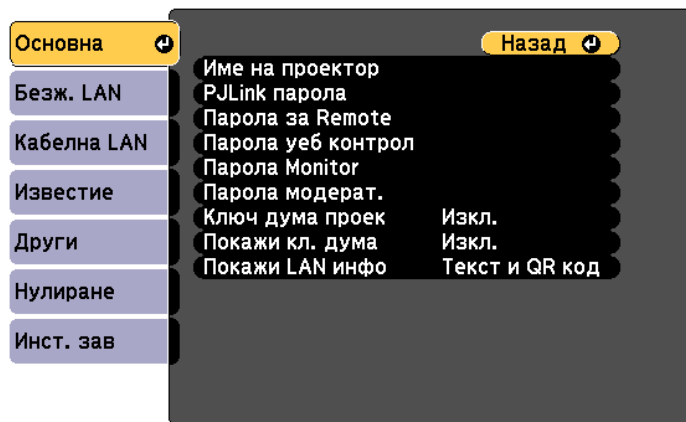 Основна
Безж. LAN
Кабелна LAN
Известие
Други
Нулиране
Инст. зав
Назад
Име на проектор
PJLink парола
Парола за Remote
Парола уеб контрол
Парола Monitor
Парола модерат.
Ключ дума проек Изкл.
Покажи кл. дума Изкл.
Покажи LAN инфо Текст и QR код